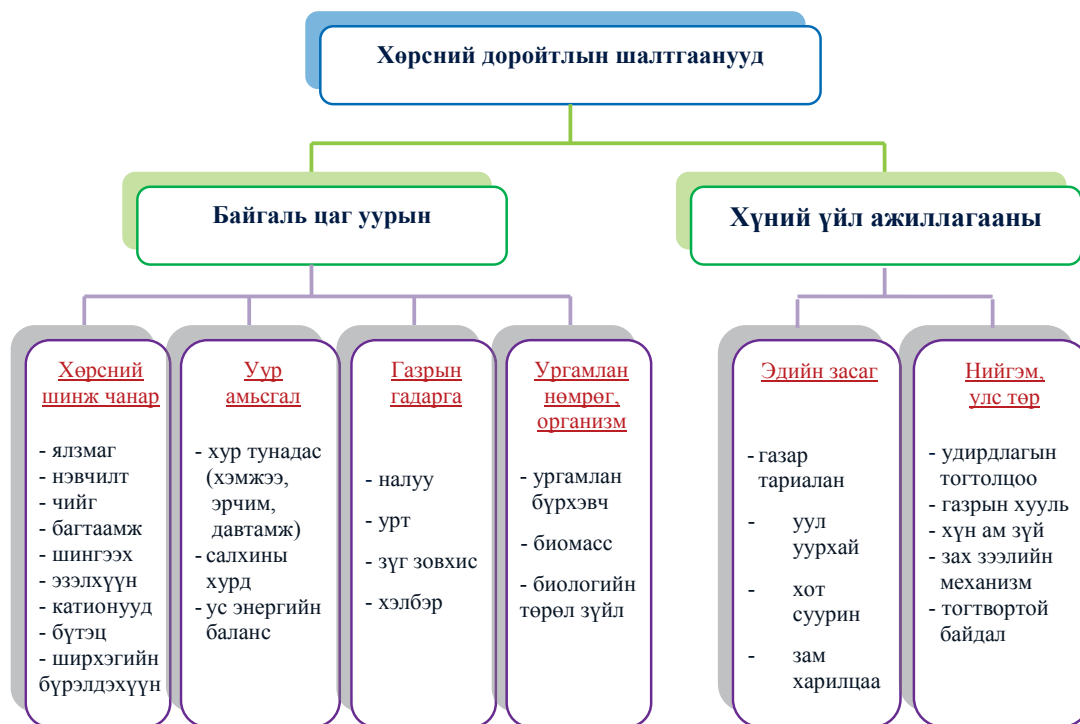 Хөрсний доройтлын шалтгаанууд
Байгаль цаг уурын
Хүний үйл ажиллагааны
Хөрсний
шинж чанар
- ялзмаг
- нэвчилт
- чийг
- багтаамж
- шингээх
- эзэлхүүн
- катионууд
- бүтэц
- ширхэгийн
бүрэлдэхүүн
Уур
амьсгал
- хур тунадас
(хэмжээ,
эрчим,
давтамж)
- салхины
хурд
- ус энергийн
баланс
Газрын
гадарга
- налуу
- урт
- зүг зовхис
- хэлбэр
Ургамлан
нөмрөг,
организм
- ургамлан
бүрхэвч
- биомасс
- биологийн
төрөл зүйл
Эдийн засаг
- газар
тариалан
- уул
уурхай
- хот
суурин
- зам
харилцаа
Нийгэм,
улс төр
- удирдлагын
тогтолцоо
- газрын хууль
- хүн ам зүй
- зах зээлийн
механизм
- тогтвортой
байдал